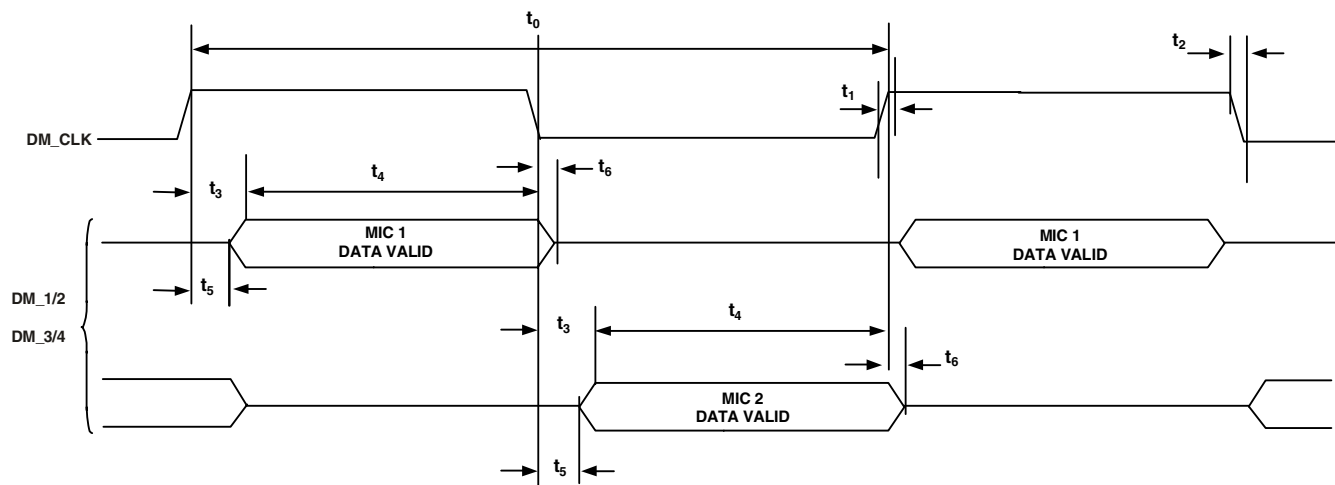 t0
t2
t1
DM_CLK
t3
t4
t6
MIC 1
DATA VALID
MIC 1
DATA VALID
t5
DM_1/2
DM_3/4
t3
t4
t6
MIC 2
DATA VALID
t5